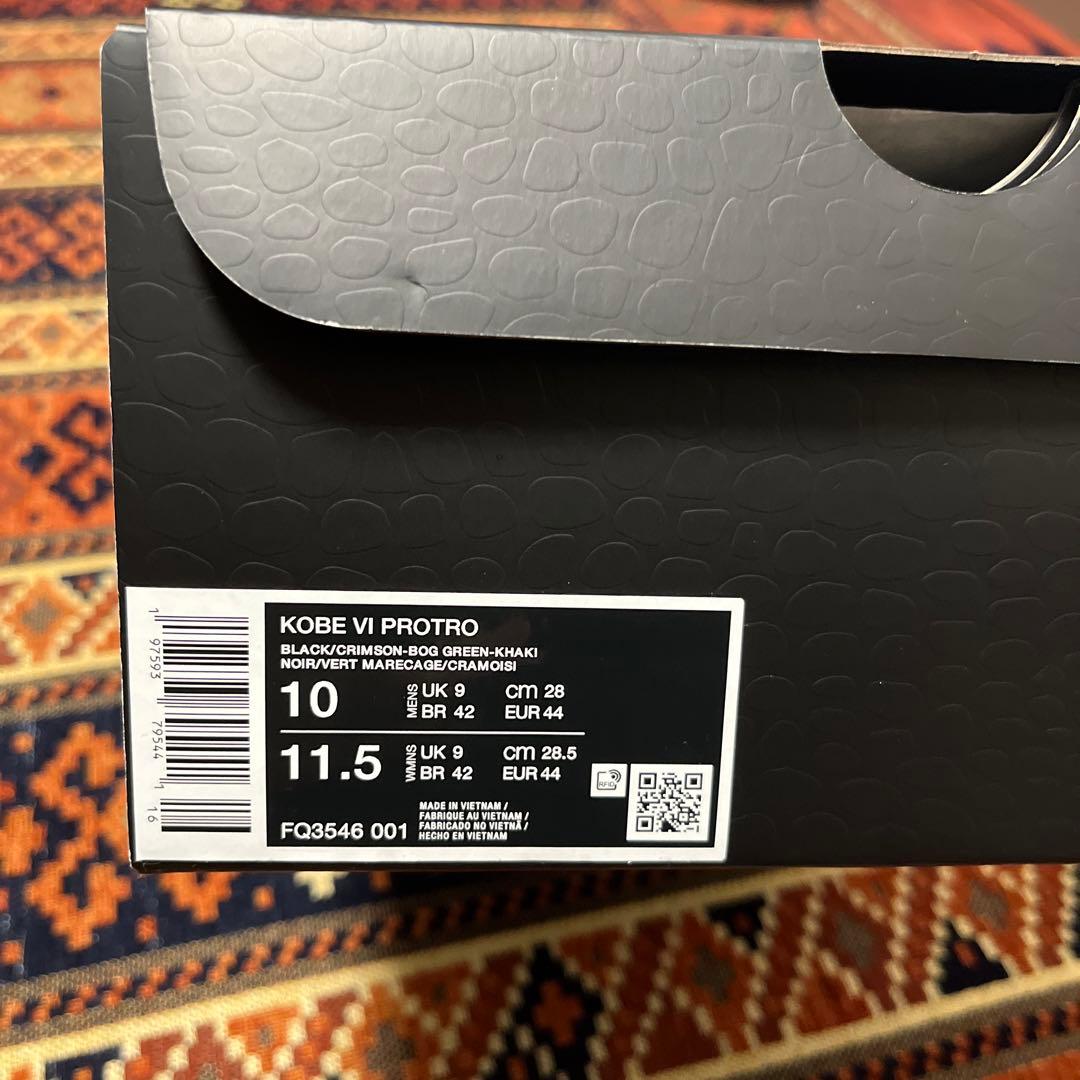 KOBE VI PROTRO
BLACK/CRIMSON-BOG GREEN-KHAKI
NOIR/VERT MARECAGE/CRAMOISI
10 MENS UK 9 cm 28
BR 42 EUR 44
11.5 WMNS UK 9 cm 28.5
BR 42 EUR 44
RFID
FQ3546 001
MADE IN VIETNAM /
FABRIQUE AU VIETNAM /
FABRICADO NO VIETNÃ /
HECHO EN VIETNAM
1 97593 79544 1 16